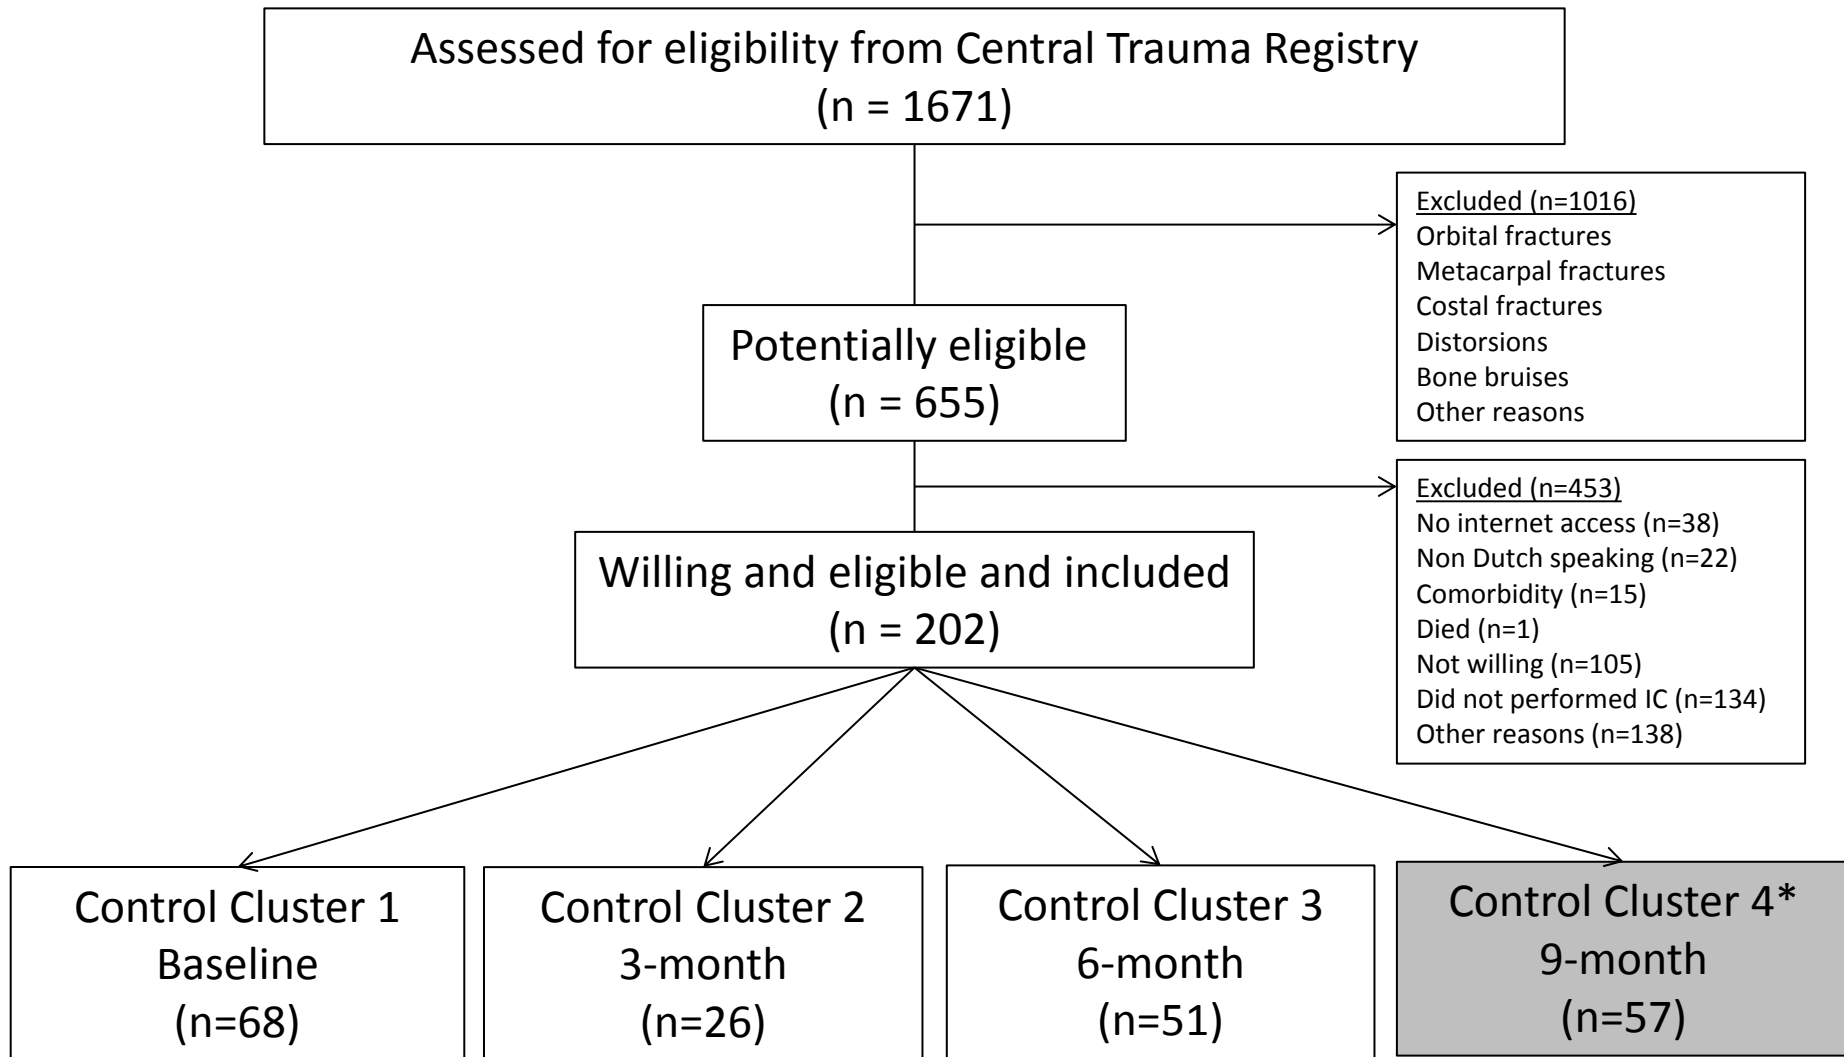 Assessed for eligibility from Central Trauma Registry
(n = 1671)
Excluded (n=1016)
Orbital fractures
Metacarpal fractures
Costal fractures
Distorsions
Bone bruises
Other reasons
Potentially eligible
(n = 655)
Excluded (n=453)
No internet access (n=38)
Non Dutch speaking (n=22)
Comorbidity (n=15)
Died (n=1)
Not willing (n=105)
Did not performed IC (n=134)
Other reasons (n=138)
Willing and eligible and included
(n = 202)
Control Cluster 1
Baseline
(n=68)
Control Cluster 2
3-month
(n=26)
Control Cluster 3
6-month
(n=51)
Control Cluster 4*
9-month
(n=57)